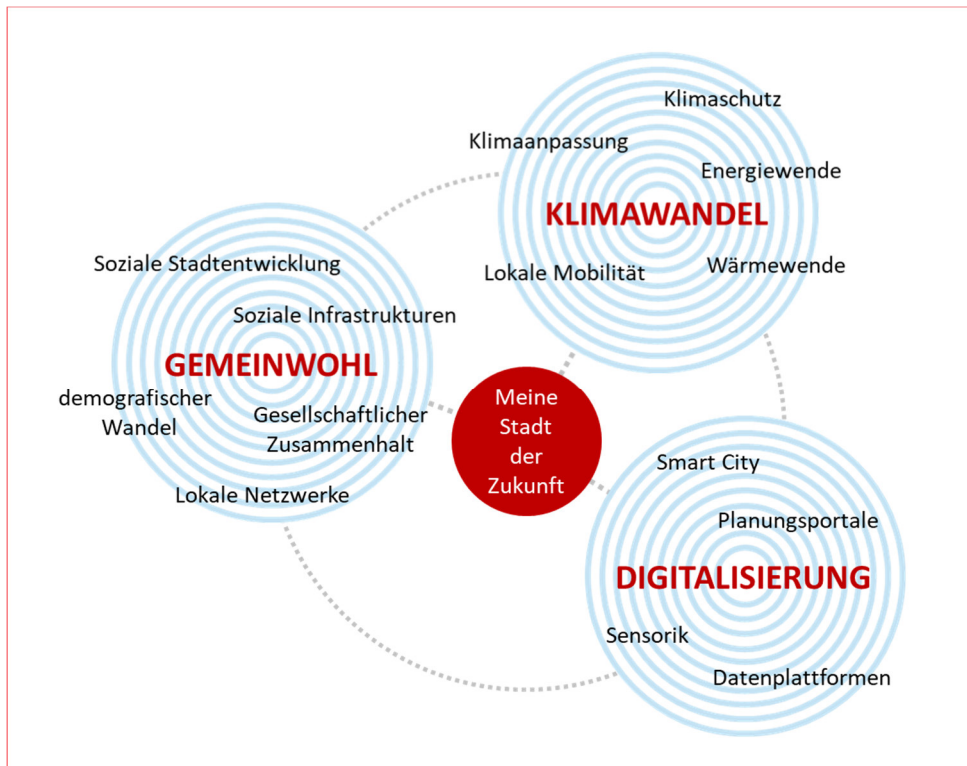 Klimaschutz
Klimaanpassung
Energiewende
KLIMAWANDEL
Lokale Mobilität
Wärmewende
Soziale Stadtentwicklung
Soziale Infrastrukturen
GEMEINWOHL
demografischer
Wandel
Gesellschaftlicher
Zusammenhalt
Lokale Netzwerke
Meine
Stadt
der
Zukunft
Smart City
Planungsportale
DIGITALISIERUNG
Sensorik
Datenplattformen